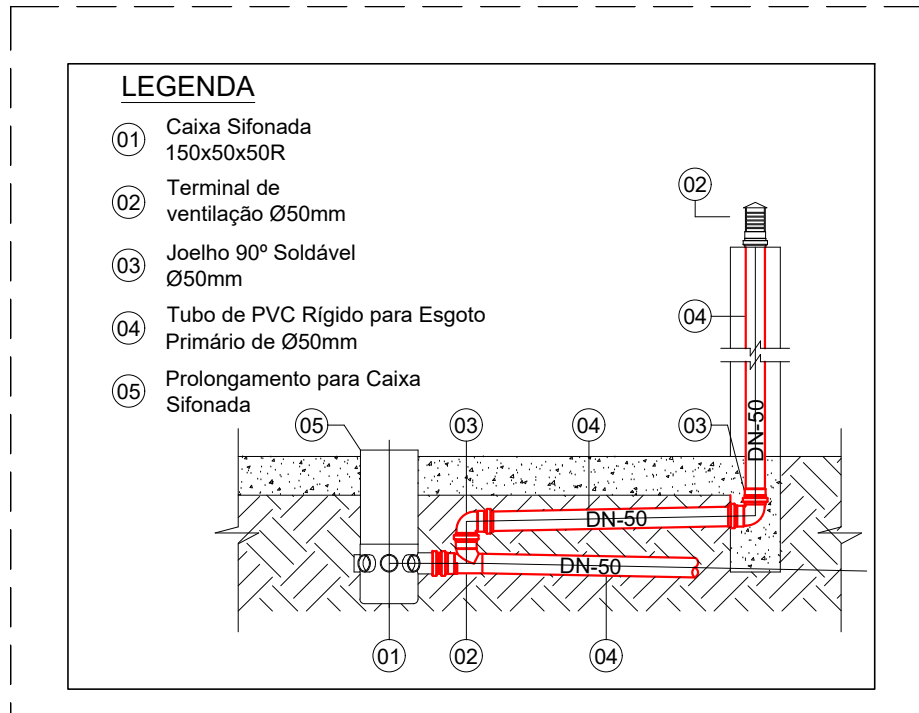 LEGENDA
01 Caixa Sifonada
150x50x50R
02 Terminal de
ventilação Ø50mm
03 Joelho 90º Soldável
Ø50mm
04 Tubo de PVC Rígido para Esgoto
Primário de Ø50mm
05 Prolongamento para Caixa
Sifonada
02
04
05
03
04
03
DN-50
DN-50
DN-50
01
02
04